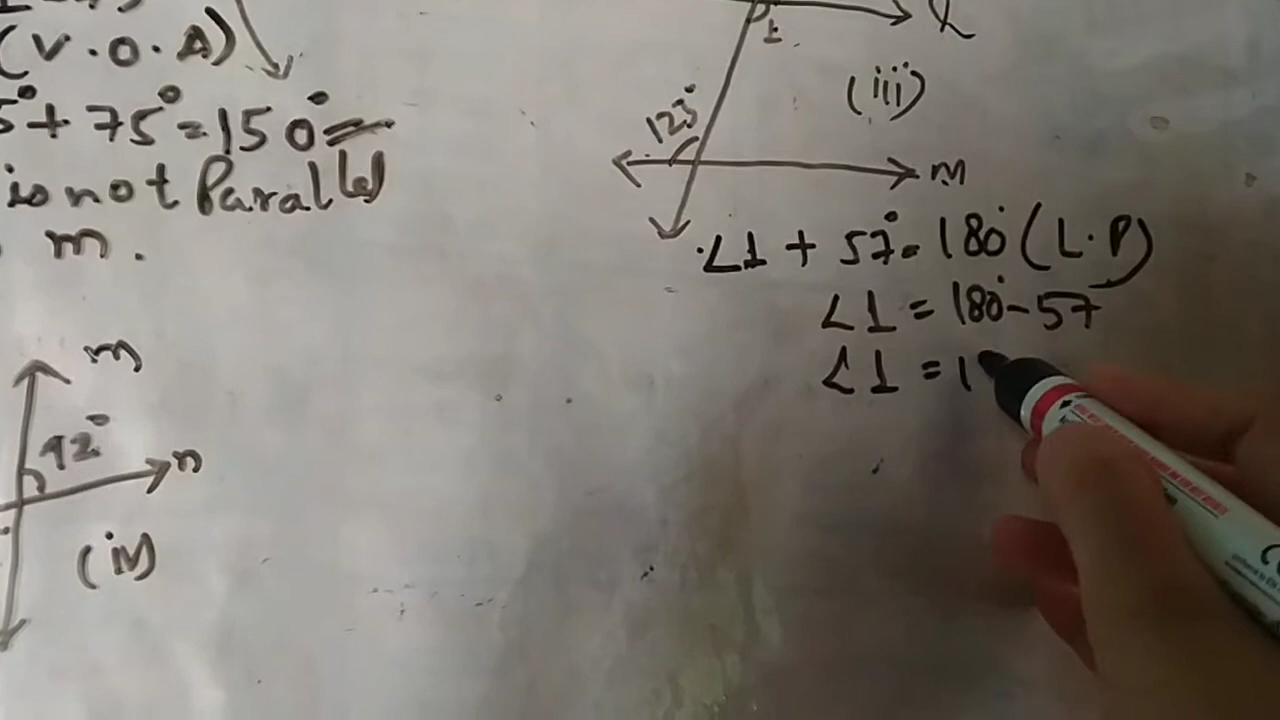 (V.O.A)
5°+75°=150°
is not Parallel
m.
l
1
(iii)
123°
m
∠1 + 57°=180°(L.P)
∠1 = 180°-57
∠1 = 1
m
92°
n
(iv)